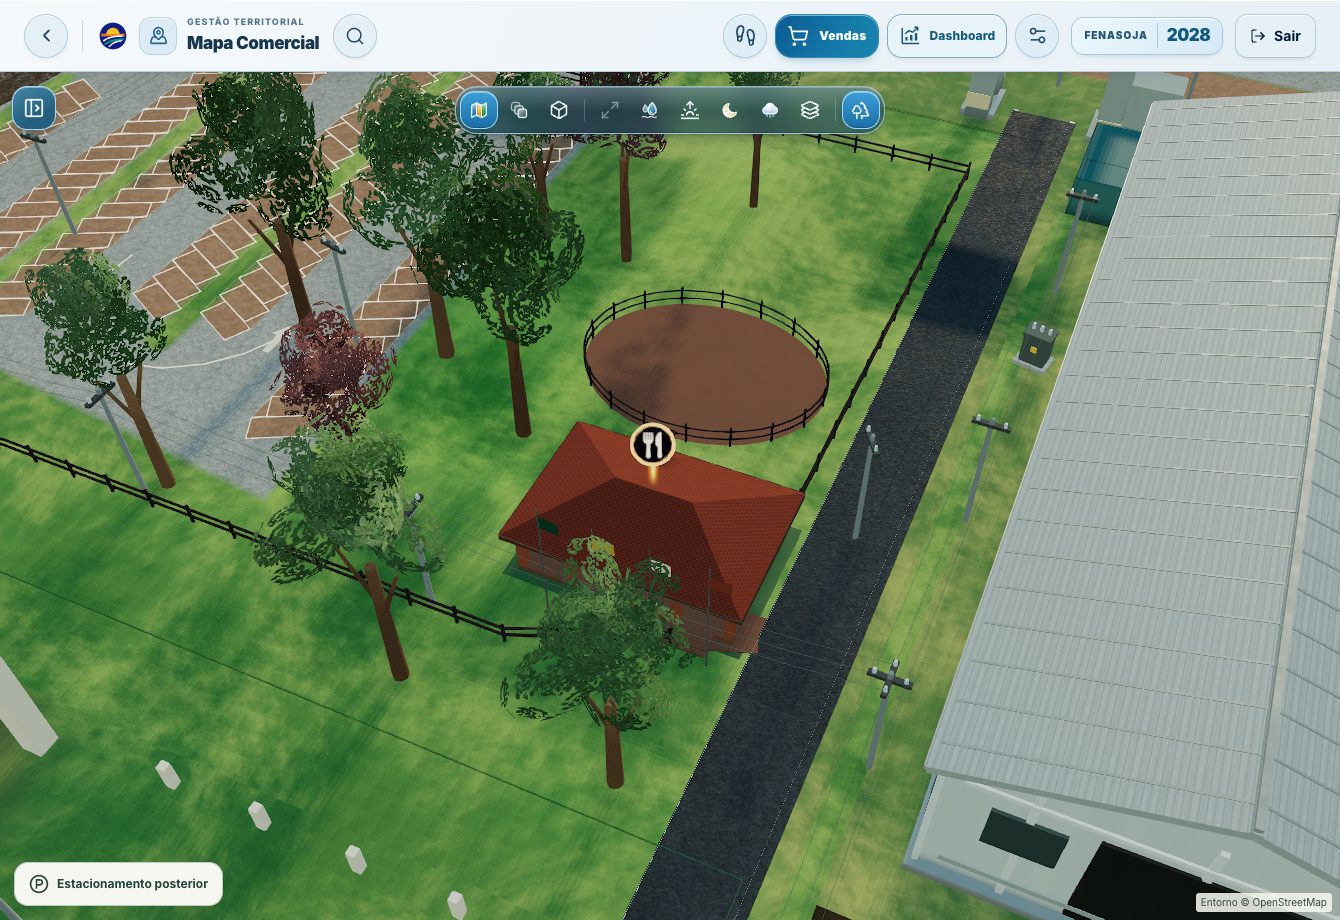 GESTÃO TERRITORIAL
Mapa Comercial
Vendas
Dashboard
FENASOJA 2028
Sair
P Estacionamento posterior
Entorno © OpenStreetMap